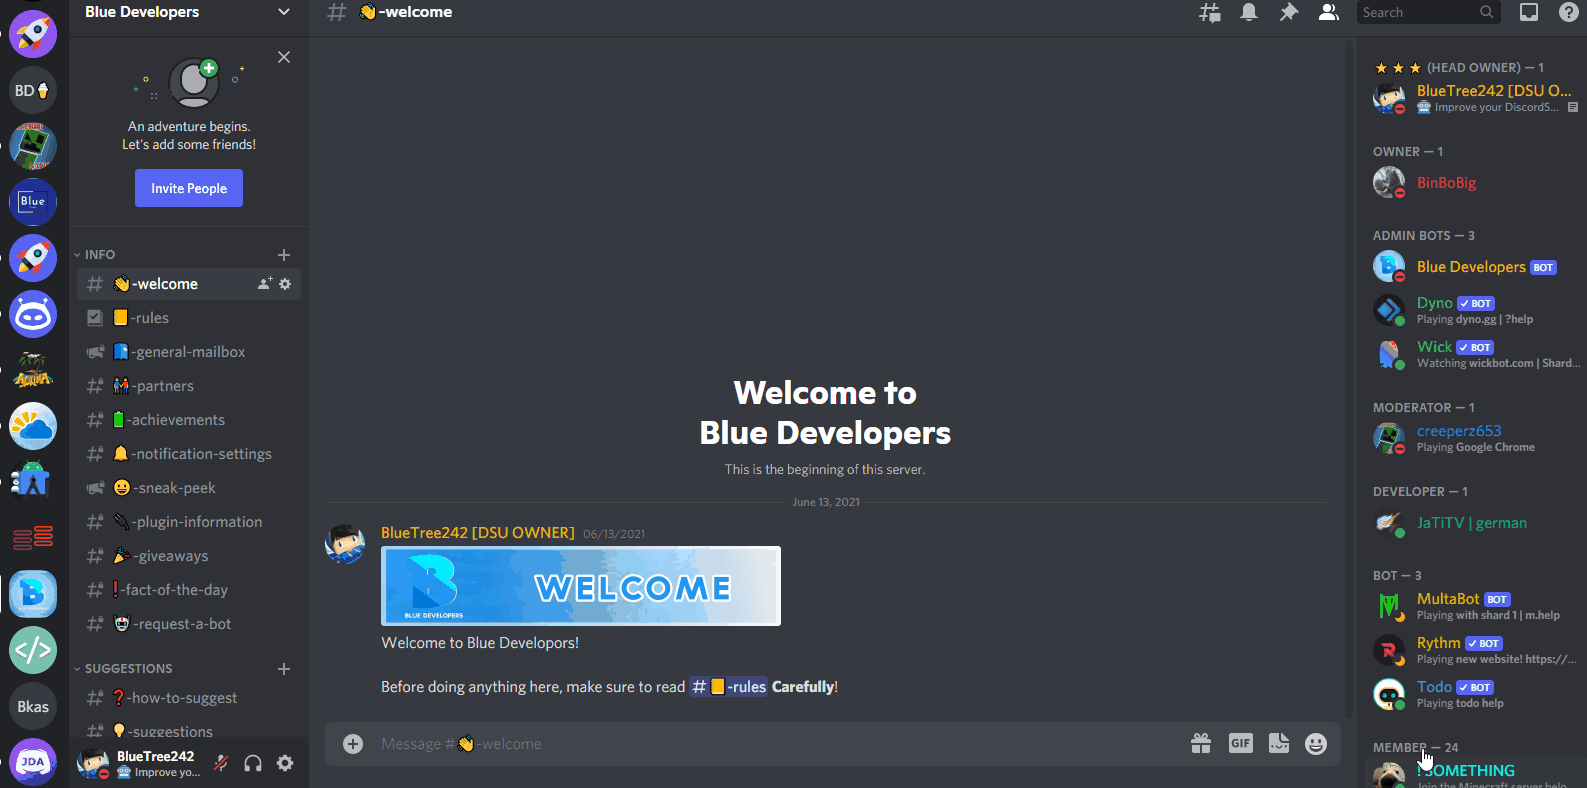 Blue Developers
-welcome
Search
BD
Blue
Bkas
JDA
An adventure begins.
Let's add some friends!
Invite People
INFO
-welcome
-rules
-general-mailbox
-partners
-achievements
-notification-settings
-sneak-peek
-plugin-information
-giveaways
-fact-of-the-day
-request-a-bot
SUGGESTIONS
-how-to-suggest
-suggestions
BlueTree242
Improve yo...
Welcome to
Blue Developers
This is the beginning of this server.
June 13, 2021
BlueTree242 [DSU OWNER] 06/13/2021
BLUE DEVELOPERS
WELCOME
Welcome to Blue Developors!
Before doing anything here, make sure to read # -rules Carefully!
Message # -welcome
GIF
(HEAD OWNER) — 1
BlueTree242 [DSU O...
Improve your DiscordS...
OWNER — 1
BinBoBig
ADMIN BOTS — 3
Blue Developers BOT
Dyno ✓ BOT
Playing dyno.gg | ?help
Wick ✓ BOT
Watching wickbot.com | Shard...
MODERATOR — 1
creeperz653
Playing Google Chrome
DEVELOPER — 1
JaTiTV | german
BOT — 3
MultaBot BOT
Playing with shard 1 | m.help
Rythm ✓ BOT
Playing new website! https://...
Todo ✓ BOT
Playing todo help
MEMBER — 24
! SOMETHING
Join the Minecraft server help